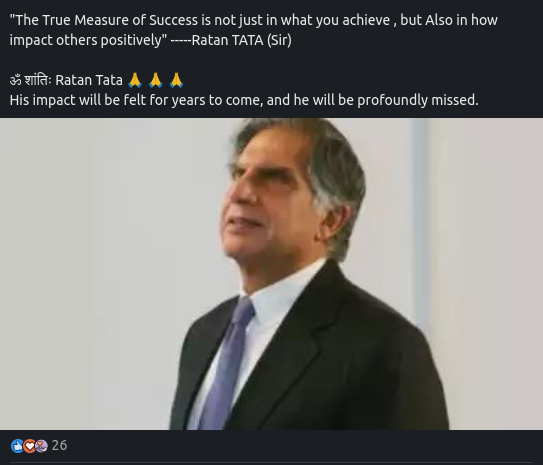 "The True Measure of Success is not just in what you achieve , but Also in how
impact others positively" -----Ratan TATA (Sir)
ॐ शांतिः Ratan Tata 🙏 🙏 🙏
His impact will be felt for years to come, and he will be profoundly missed.
26